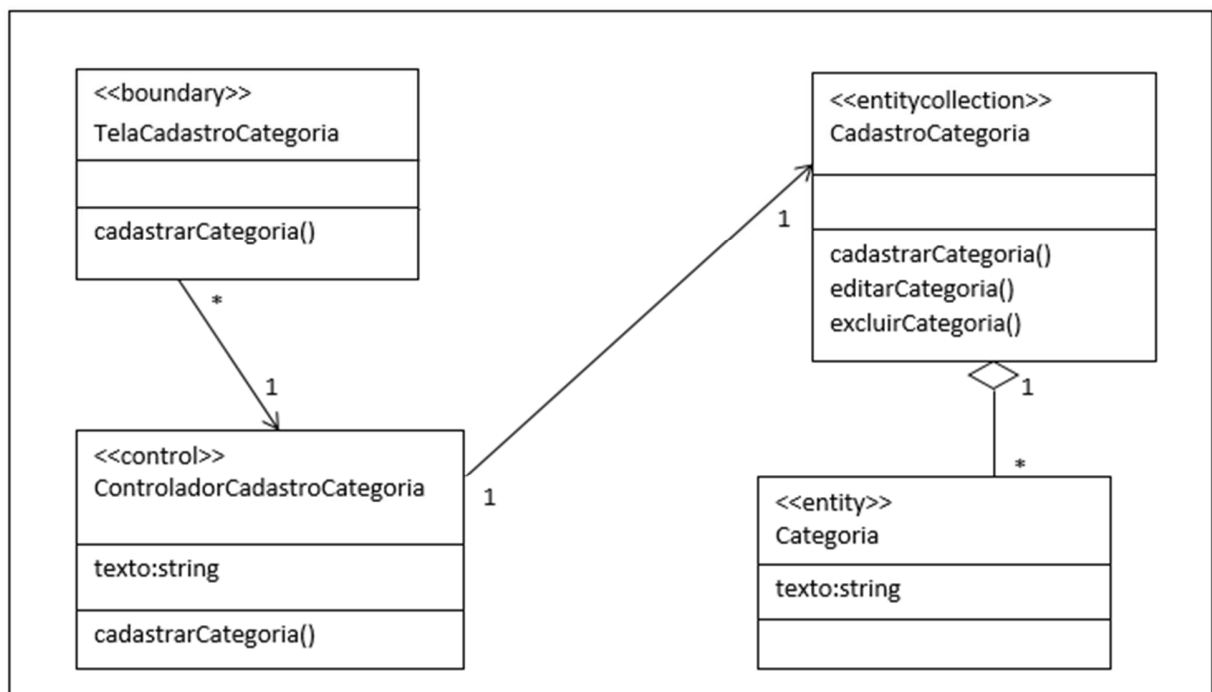 <<boundary>>
TelaCadastroCategoria
cadastrarCategoria()
*
1
<<control>>
ControladorCadastroCategoria
texto:string
cadastrarCategoria()
1
1
<<entitycollection>>
CadastroCategoria
cadastrarCategoria()
editarCategoria()
excluirCategoria()
1
*
<<entity>>
Categoria
texto:string